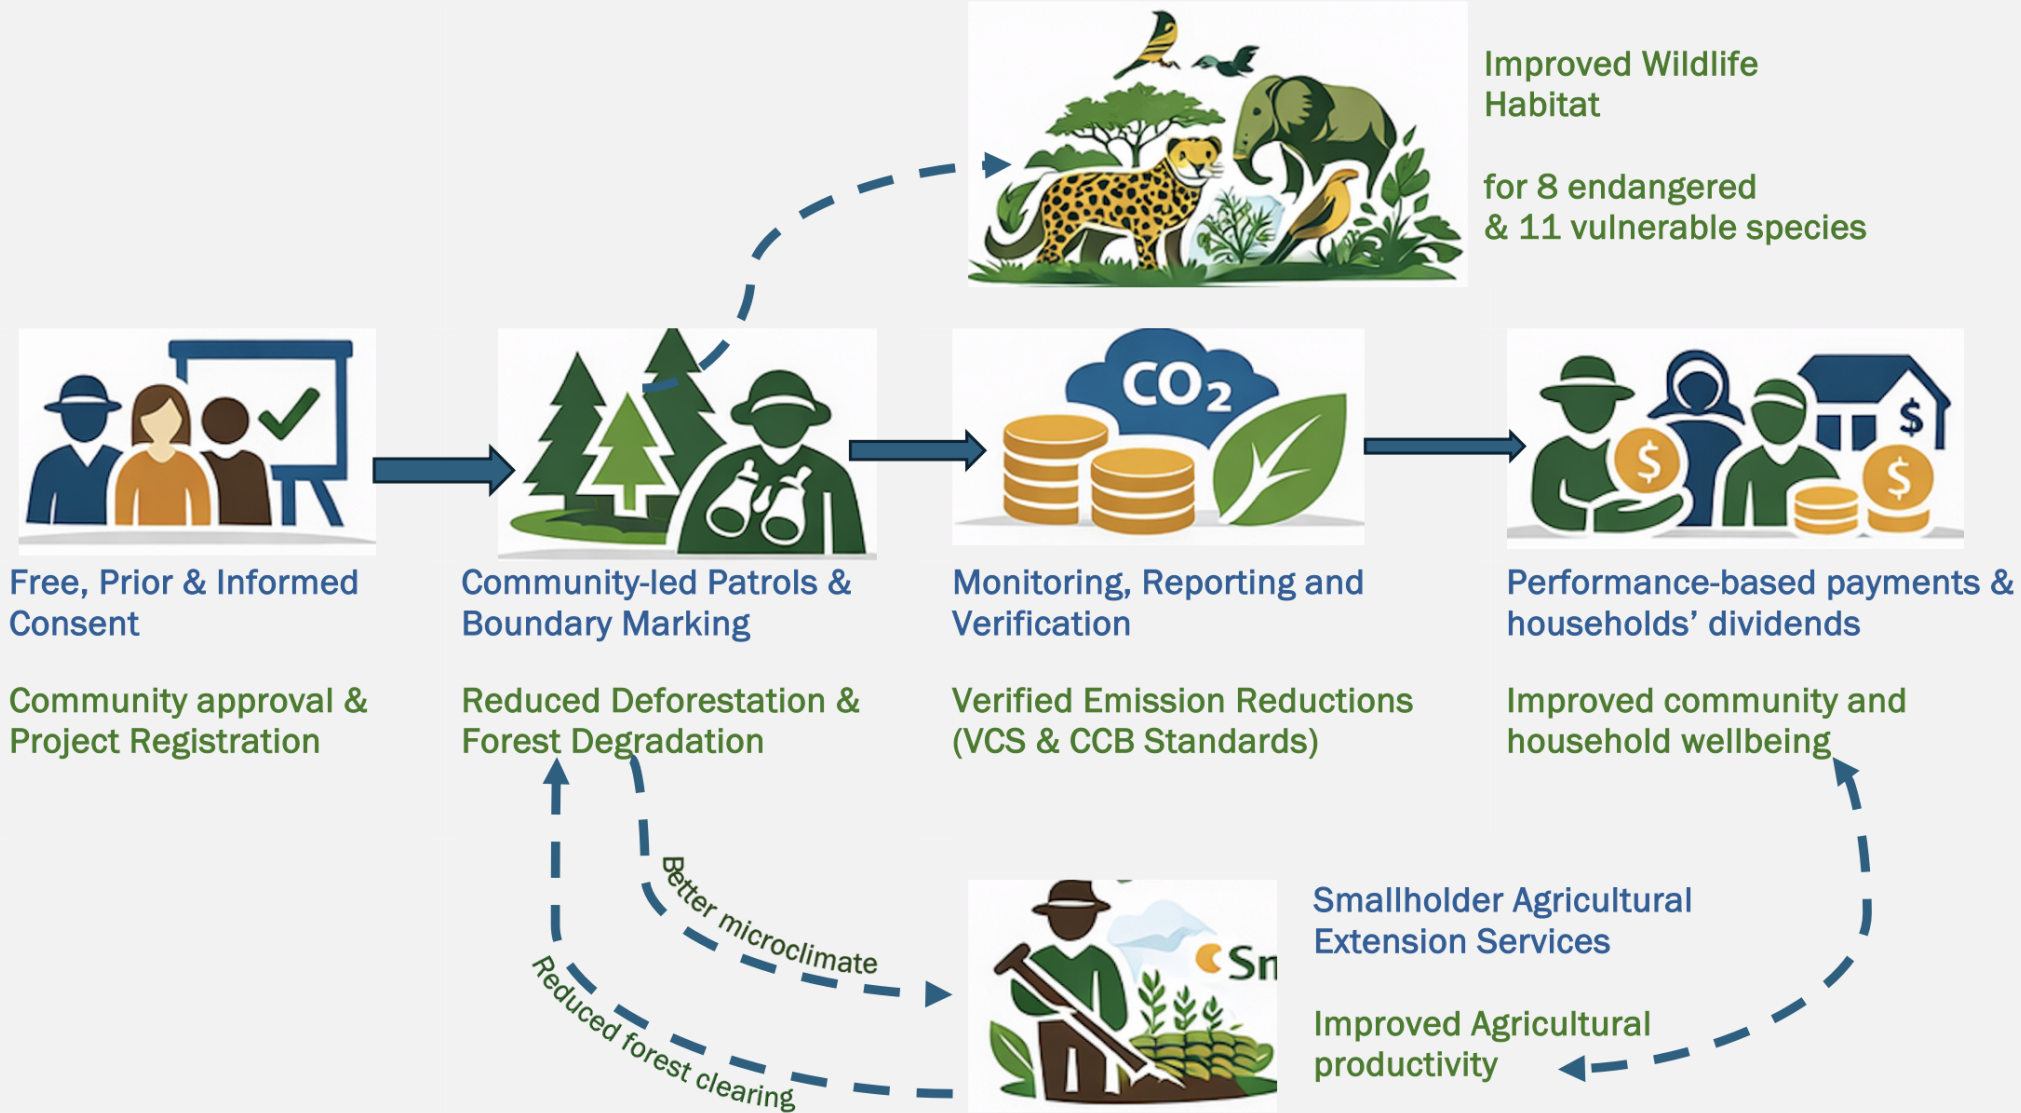 Improved Wildlife
Habitat
for 8 endangered
& 11 vulnerable species
CO₂
$
$
$
Free, Prior & Informed
Consent
Community approval &
Project Registration
Community-led Patrols &
Boundary Marking
Reduced Deforestation &
Forest Degradation
Monitoring, Reporting and
Verification
Verified Emission Reductions
(VCS & CCB Standards)
Performance-based payments &
households' dividends
Improved community and
household wellbeing
Better microclimate
Reduced forest clearing
Sm
Smallholder Agricultural
Extension Services
Improved Agricultural
productivity